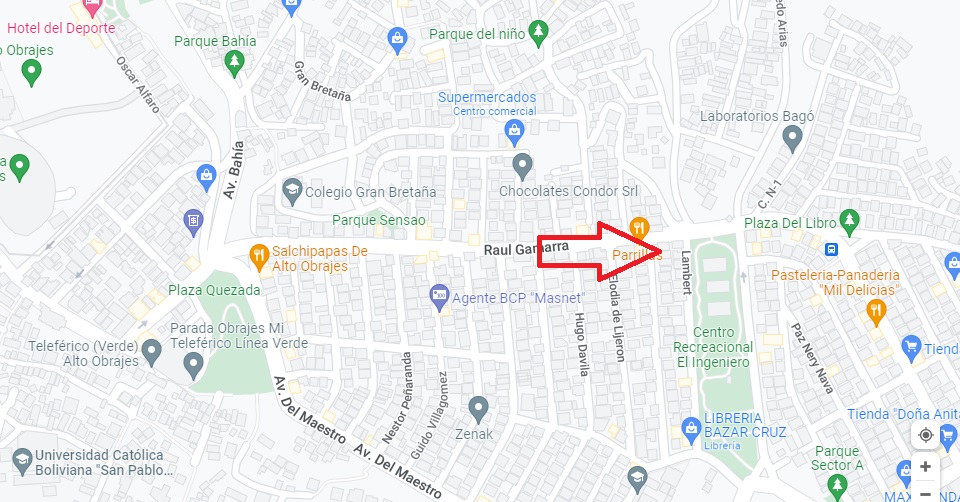 Hotel del Deporte
Obrajes
Parque Bahía
Parque del niño
edo Arias
Oscar Alfaro
Gran Bretaña
Supermercados
Centro comercial
Laboratorios Bagó
Av. Bahía
a
s
Colegio Gran Bretaña
Chocolates Condor Srl
C. N-1
Parque Sensao
Plaza Del Libro
Raul Gamarra
Salchipapas De
Alto Obrajes
Parrillas
Lambert
Pasteleria-Panaderia
"Mil Delicias"
Plaza Quezada
Agente BCP "Masnet"
Elodia de Lijeron
Hugo Davila
Parada Obrajes Mi
Teleférico Línea Verde
Teleférico (Verde)
Alto Obrajes
Centro
Recreacional
El Ingeniero
Paz Nery Nava
Tienda
Nestor Peñaranda
Guido Villagomez
Av. Del Maestro
Zenak
LIBRERIA
BAZAR CRUZ
Librería
Tienda "Doña Anita
Av. Del Maestro
Universidad Católica
Boliviana "San Pablo...
Parque
Sector A
MAX
NDA